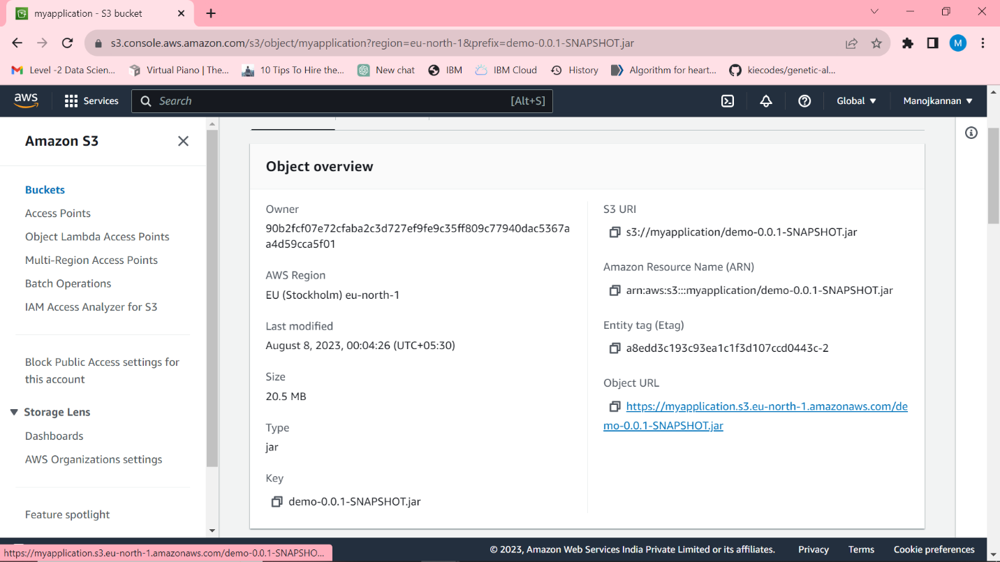 myapplication - S3 bucket
s3.console.aws.amazon.com/s3/object/myapplication?region=eu-north-1&prefix=demo-0.0.1-SNAPSHOT.jar
M
Level -2 Data Scien... Virtual Piano | The... 10 Tips To Hire the... New chat IBM IBM Cloud History Algorithm for heart... kiecodes/genetic-al...
aws Services Search [Alt+S] Global Manojkannan
Amazon S3
Buckets
Access Points
Object Lambda Access Points
Multi-Region Access Points
Batch Operations
IAM Access Analyzer for S3
Block Public Access settings for
this account
Storage Lens
Dashboards
AWS Organizations settings
Feature spotlight
Object overview
Owner
90b2fcf07e72cfaba2c3d727ef9fe9c35ff809c77940dac5367a
a4d59cca5f01
AWS Region
EU (Stockholm) eu-north-1
Last modified
August 8, 2023, 00:04:26 (UTC+05:30)
Size
20.5 MB
Type
jar
Key
demo-0.0.1-SNAPSHOT.jar
S3 URI
s3://myapplication/demo-0.0.1-SNAPSHOT.jar
Amazon Resource Name (ARN)
arn:aws:s3:::myapplication/demo-0.0.1-SNAPSHOT.jar
Entity tag (Etag)
a8edd3c193c93ea1c1f3d107ccd0443c-2
Object URL
https://myapplication.s3.eu-north-1.amazonaws.com/de
mo-0.0.1-SNAPSHOT.jar
© 2023, Amazon Web Services India Private Limited or its affiliates. Privacy Terms Cookie preferences
https://myapplication.s3.eu-north-1.amazonaws.com/demo-0.0.1-SNAPSHO...